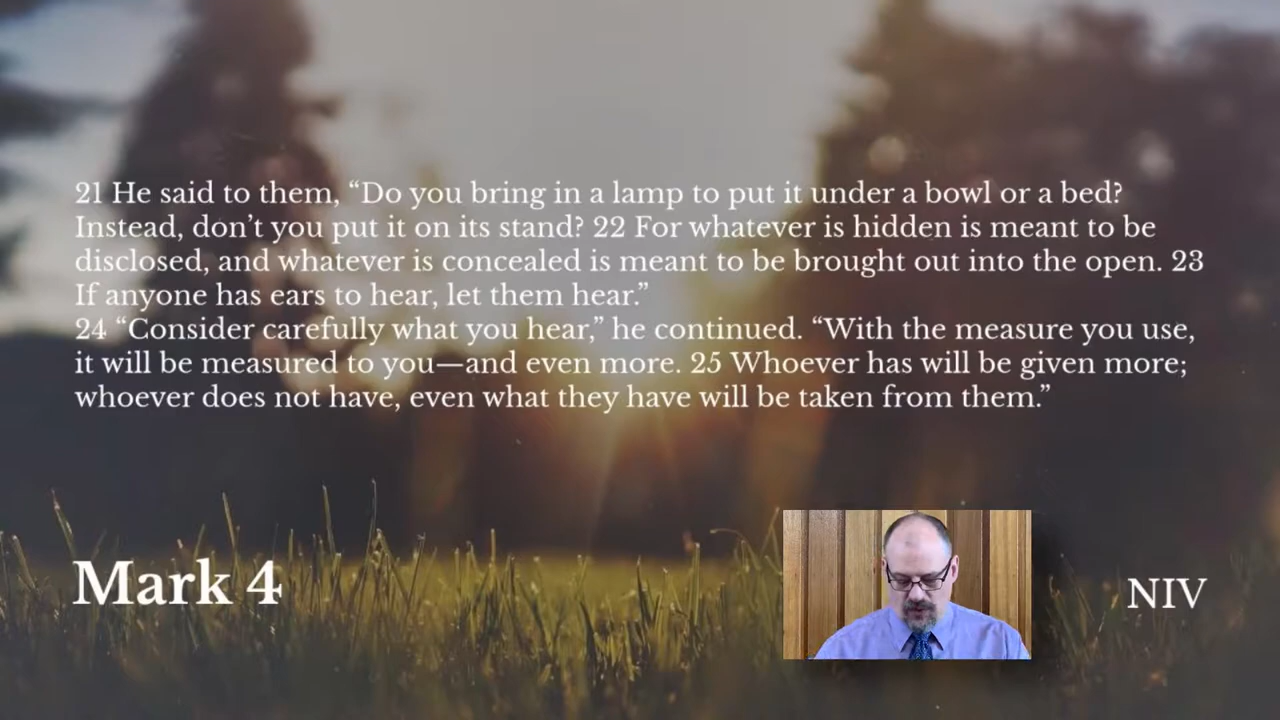 21 He said to them, “Do you bring in a lamp to put it under a bowl or a bed?
Instead, don’t you put it on its stand? 22 For whatever is hidden is meant to be
disclosed, and whatever is concealed is meant to be brought out into the open. 23
If anyone has ears to hear, let them hear.”
24 “Consider carefully what you hear,” he continued. “With the measure you use,
it will be measured to you—and even more. 25 Whoever has will be given more;
whoever does not have, even what they have will be taken from them.”
Mark 4
NIV